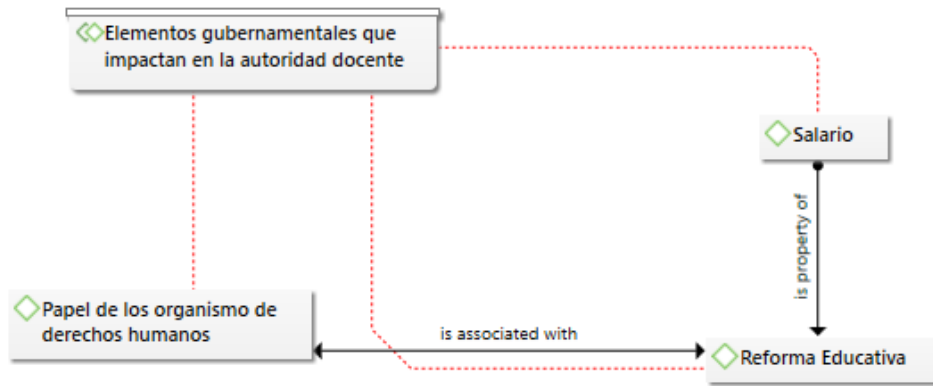 Elementos gubernamentales que
impactan en la autoridad docente
Salario
is property of
Papel de los organismo de
derechos humanos
is associated with
Reforma Educativa